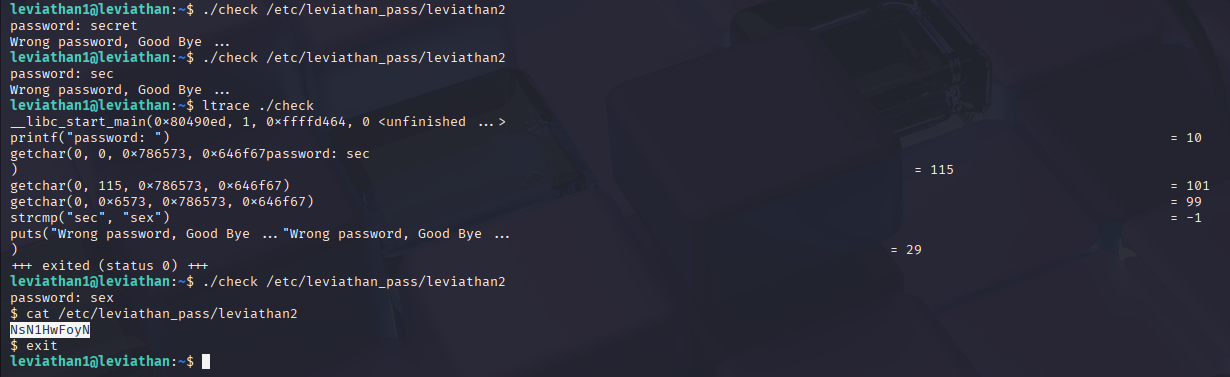 leviathan1@leviathan:~$ ./check /etc/leviathan_pass/leviathan2
password: secret
Wrong password, Good Bye ...
leviathan1@leviathan:~$ ./check /etc/leviathan_pass/leviathan2
password: sec
Wrong password, Good Bye ...
leviathan1@leviathan:~$ ltrace ./check
__libc_start_main(0×80490ed, 1, 0×ffffd464, 0 <unfinished ...>
printf("password: ") = 10
getchar(0, 0, 0×786573, 0×646f67password: sec
) = 115
getchar(0, 115, 0×786573, 0×646f67) = 101
getchar(0, 0×6573, 0×786573, 0×646f67) = 99
strcmp("sec", "sex") = -1
puts("Wrong password, Good Bye ..."Wrong password, Good Bye ...
) = 29
+++ exited (status 0) +++
leviathan1@leviathan:~$ ./check /etc/leviathan_pass/leviathan2
password: sex
$ cat /etc/leviathan_pass/leviathan2
NsN1HwFoyN
$ exit
leviathan1@leviathan:~$